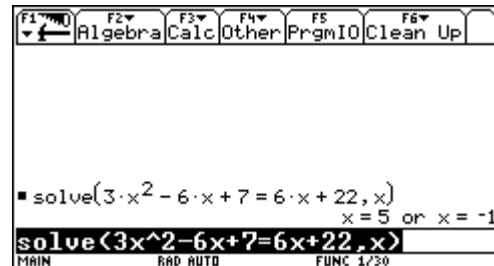 F1 F2 F3 F4 F5 F6
Algebra Calc Other PrgmIO Clean Up
▪ solve(3·x² − 6·x + 7 = 6·x + 22, x)
x = 5 or x = -1
solve(3x^2-6x+7=6x+22,x)
MAIN RAD AUTO FUNC 1/30